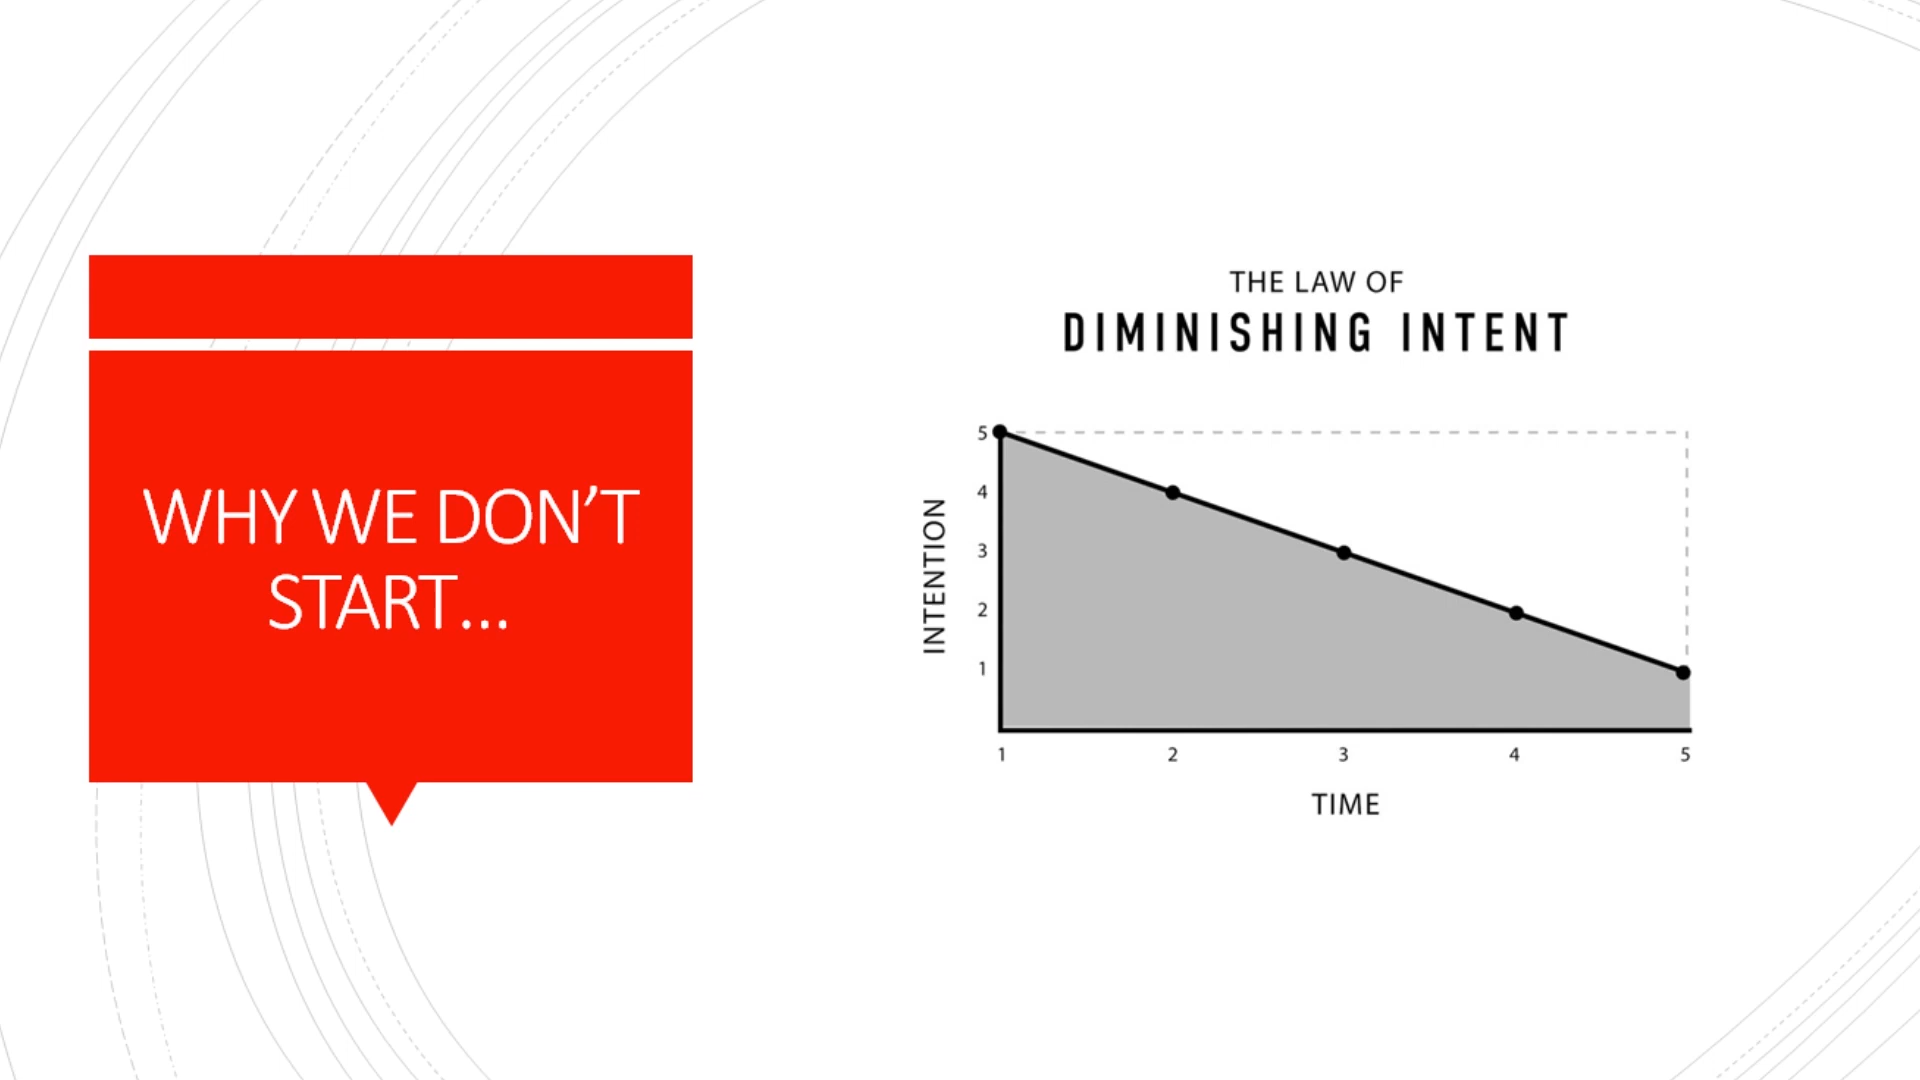 WHY WE DON’T
START...
THE LAW OF
DIMINISHING INTENT
INTENTION
5
4
3
2
1
1 2 3 4 5
TIME